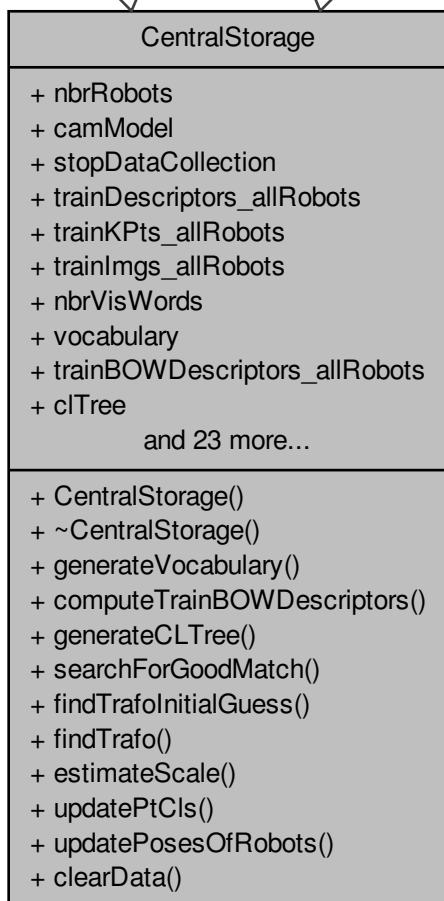 CentralStorage
+ nbrRobots
+ camModel
+ stopDataCollection
+ trainDescriptors_allRobots
+ trainKPts_allRobots
+ trainImgs_allRobots
+ nbrVisWords
+ vocabulary
+ trainBOWDescriptors_allRobots
+ clTree
and 23 more...
+ CentralStorage()
+ ~CentralStorage()
+ generateVocabulary()
+ computeTrainBOWDescriptors()
+ generateCLTree()
+ searchForGoodMatch()
+ findTrafoInitialGuess()
+ findTrafo()
+ estimateScale()
+ updatePtCls()
+ updatePosesOfRobots()
+ clearData()